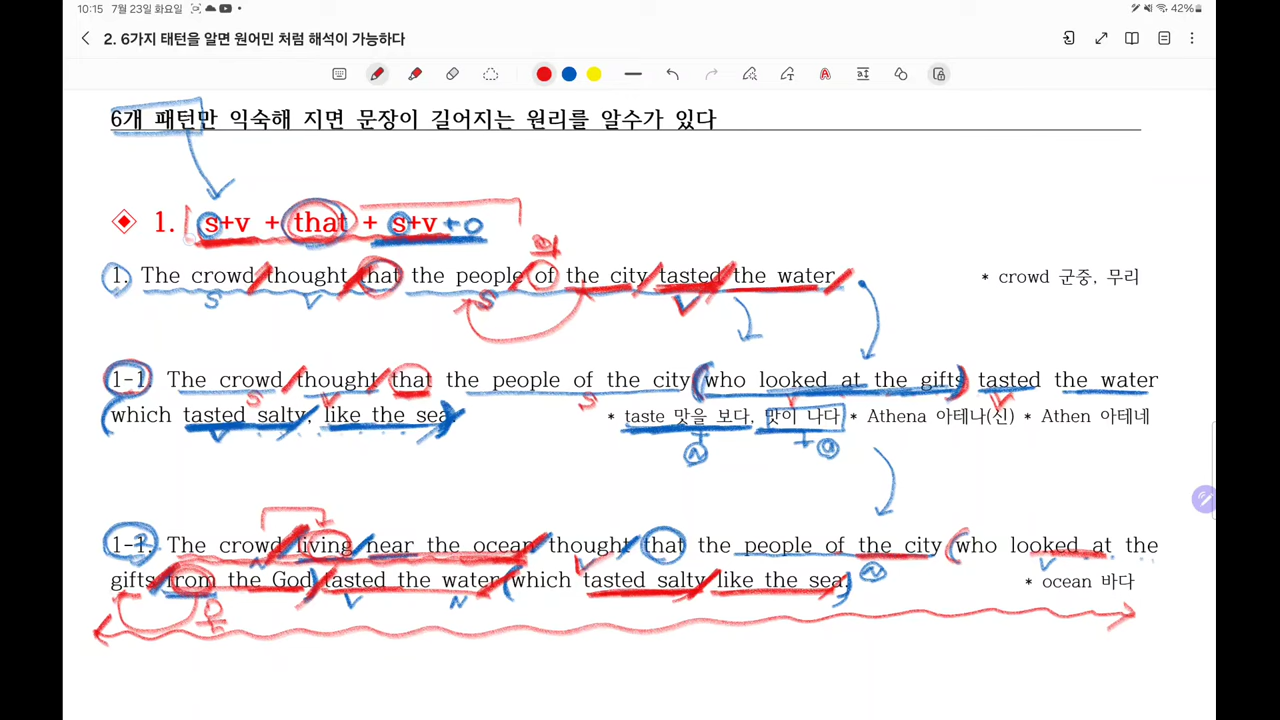 10:15 7월 23일 화요일 42%
2. 6가지 태턴을 알면 원어민 처럼 해석이 가능하다
6개 패턴만 익숙해 지면 문장이 길어지는 원리를 알수가 있다
1. s+v + that + s+v +o
1. The crowd thought that the people of the city tasted the water. * crowd 군중, 무리
S V S V
1-1. The crowd thought that the people of the city who looked at the gifts tasted the water
S V S V V
which tasted salty, like the sea. * taste 맛을 보다, 맛이 나다 * Athena 아테나(신) * Athen 아테네
V + N + a
1-1. The crowd living near the ocean thought that the people of the city who looked at the
N V N V
gifts from the God tasted the water which tasted salty like the sea. * ocean 바다
V N